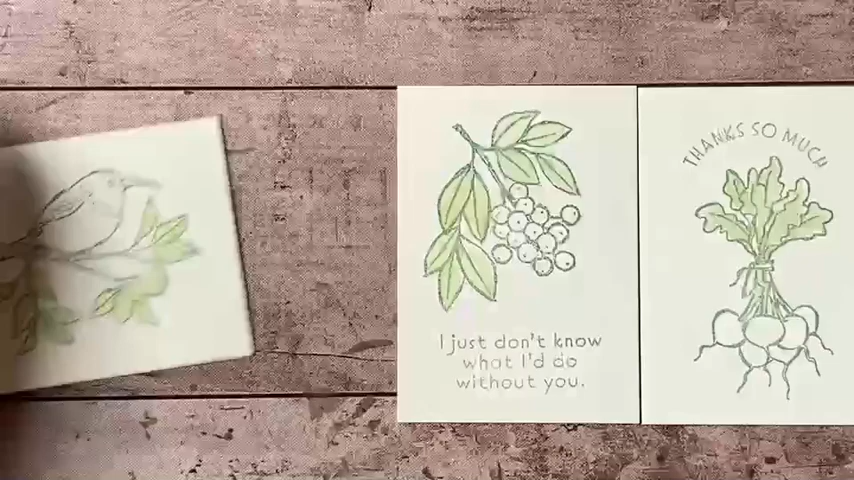 I just don't know
what I'd do
without you.
THANKS SO MUCH